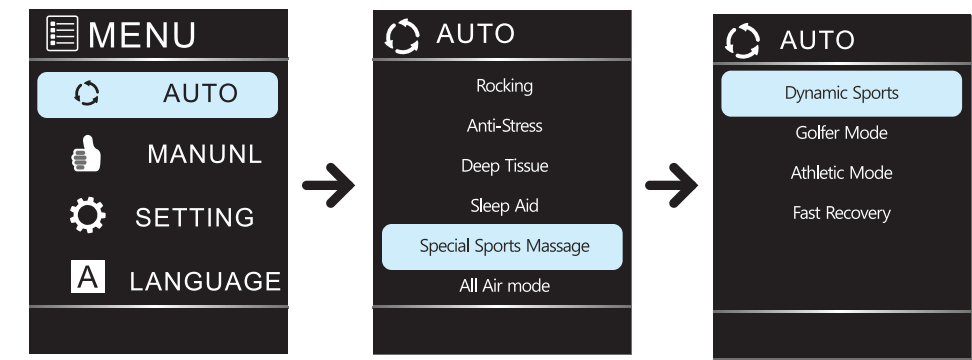 MENU
AUTO
MANUNL
SETTING
A LANGUAGE
AUTO
Rocking
Anti-Stress
Deep Tissue
Sleep Aid
Special Sports Massage
All Air mode
AUTO
Dynamic Sports
Golfer Mode
Athletic Mode
Fast Recovery